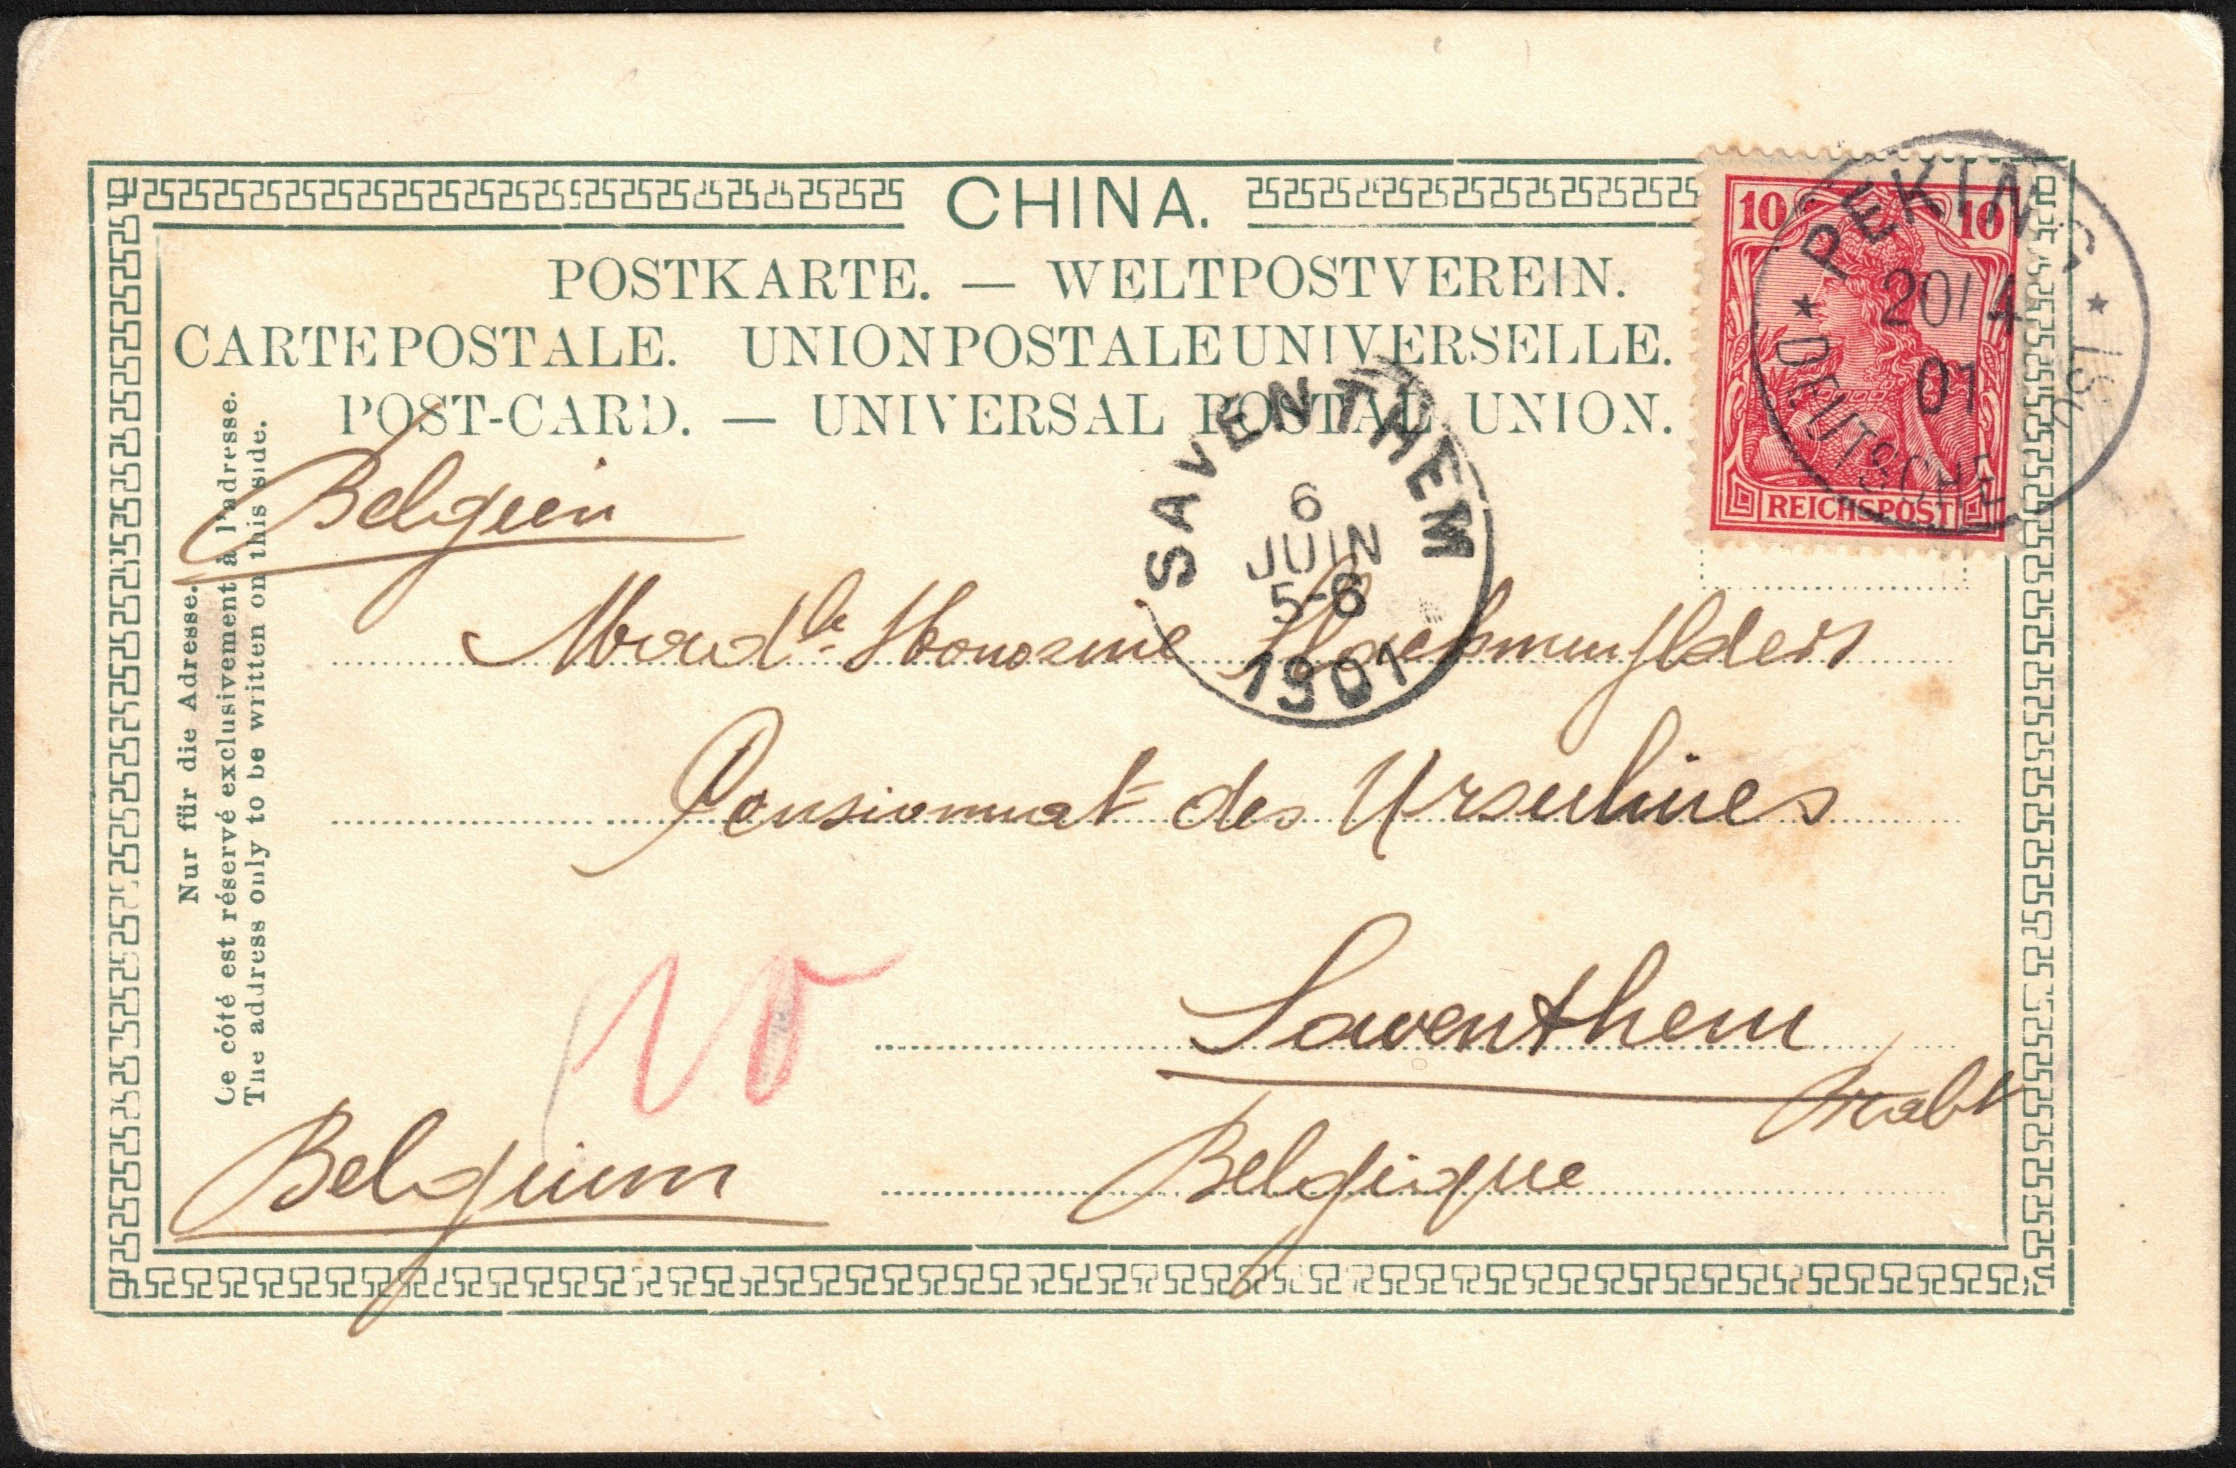 CHINA.
POSTKARTE. — WELTPOSTVEREIN.
CARTE POSTALE. UNION POSTALE UNIVERSELLE.
POST-CARD. — UNIVERSAL POSTAL UNION.
10 10
REICHSPOST
PEKING
20/4
01
* DEUTSCHE *
SAVENTHEM
6
JUIN
5-6
1901
Nur für die Adresse.
Ce côté est réservé exclusivement à l'adresse.
The address only to be written on this side.
Belgien
Madlle Honorine
Pensionnat des Ursulines
Saventhem
Brabt
Belgium
Belgique